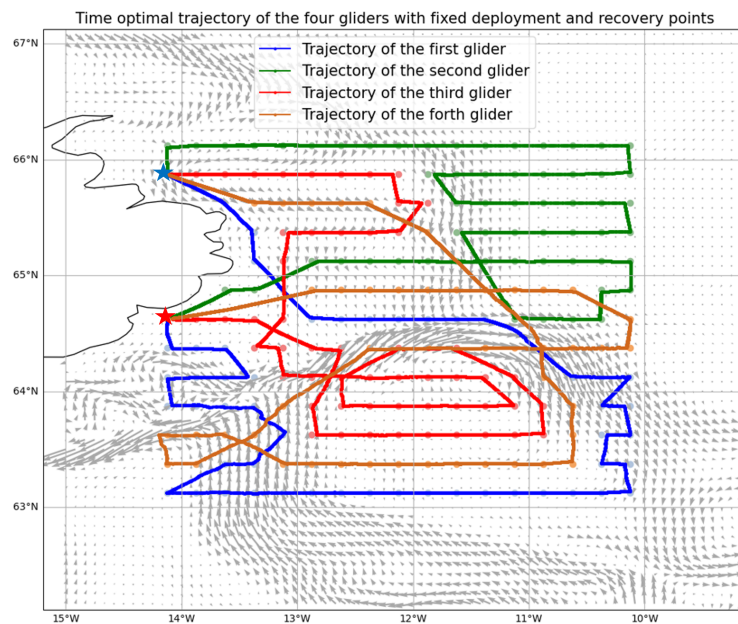 Time optimal trajectory of the four gliders with fixed deployment and recovery points
Trajectory of the first glider
Trajectory of the second glider
Trajectory of the third glider
Trajectory of the forth glider
67°N
66°N
65°N
64°N
63°N
15°W 14°W 13°W 12°W 11°W 10°W